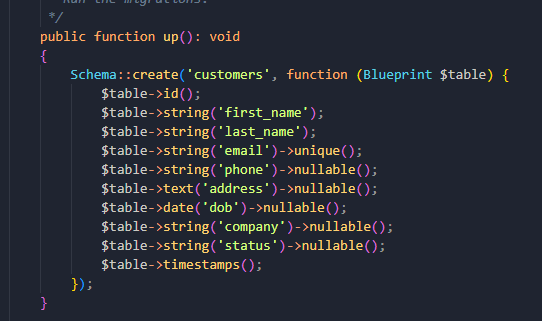 Run the migrations.
*/
public function up(): void
{
Schema::create('customers', function (Blueprint $table) {
$table->id();
$table->string('first_name');
$table->string('last_name');
$table->string('email')->unique();
$table->string('phone')->nullable();
$table->text('address')->nullable();
$table->date('dob')->nullable();
$table->string('company')->nullable();
$table->string('status')->nullable();
$table->timestamps();
});
}